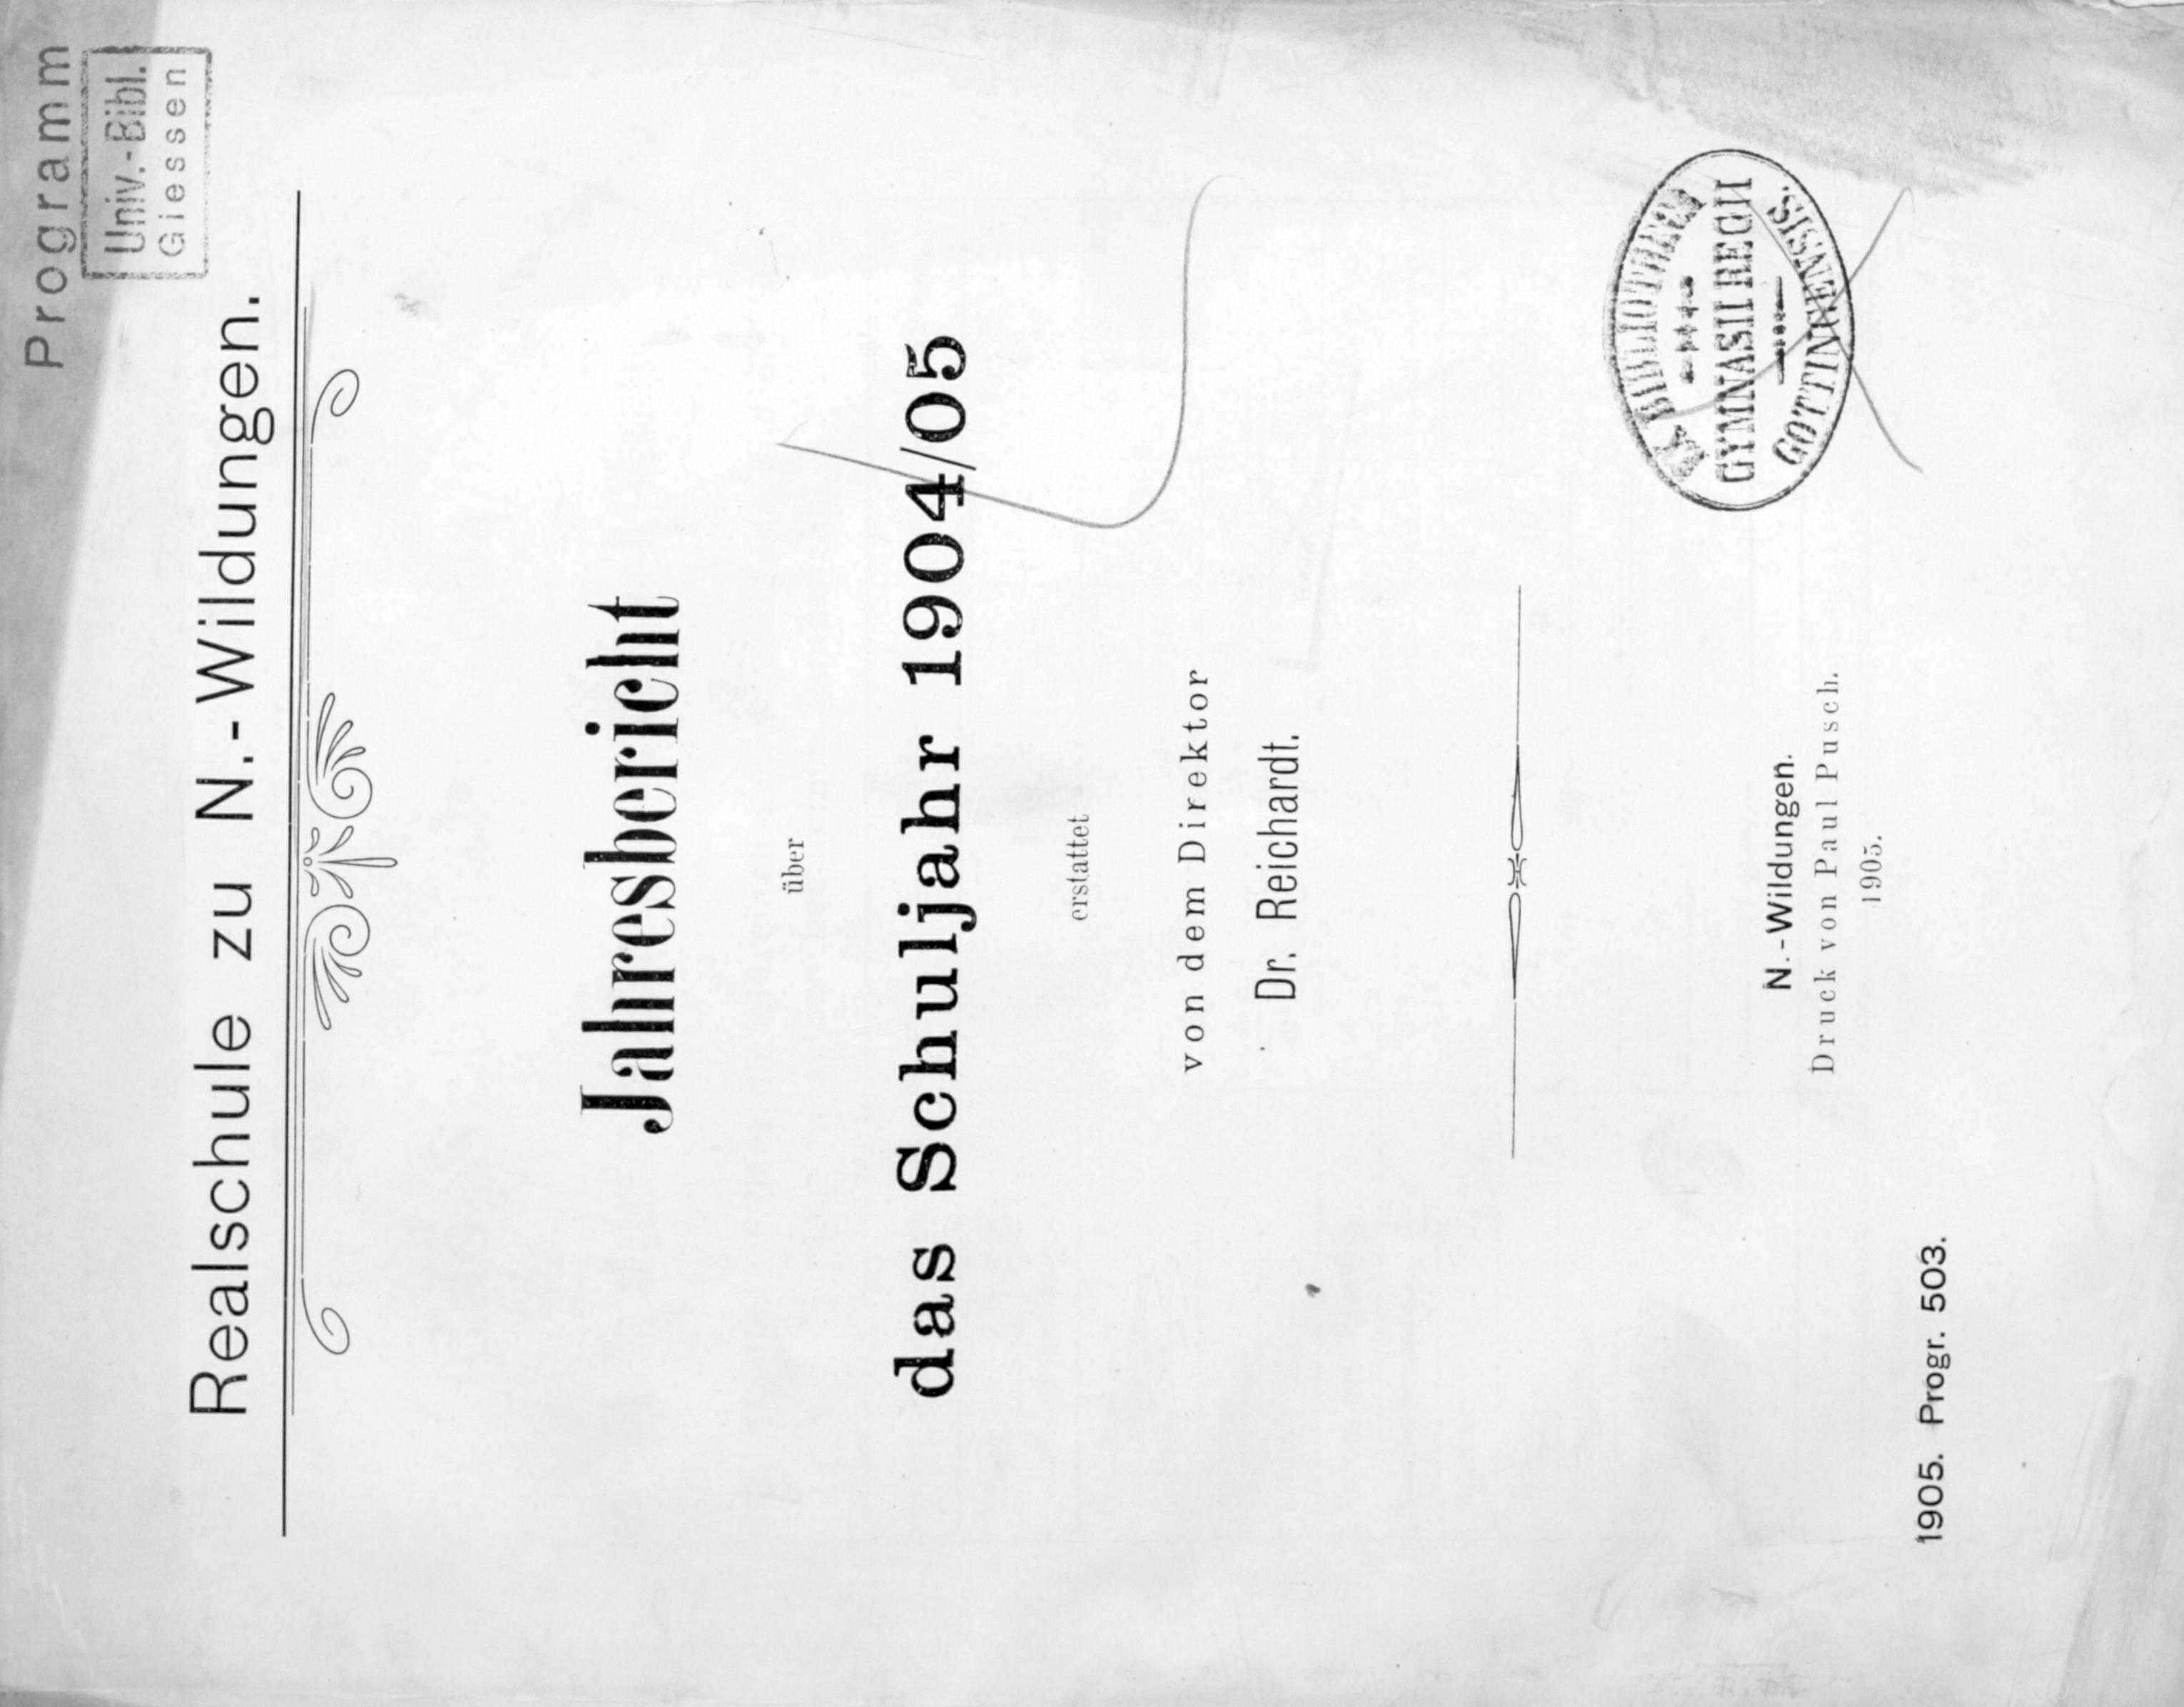 Programm
Univ.-Bibl.
Giessen
Realschule zu N.-Wildungen.
Jahresbericht
über
das Schuljahr 1904/05
erstattet
von dem Direktor
Dr. Reichardt.
BIBLIOTHECA
GYMNASII REGII
GOTTINGENSIS.
N.-Wildungen.
Druck von Paul Pusch.
1905.
1905. Progr. 503.